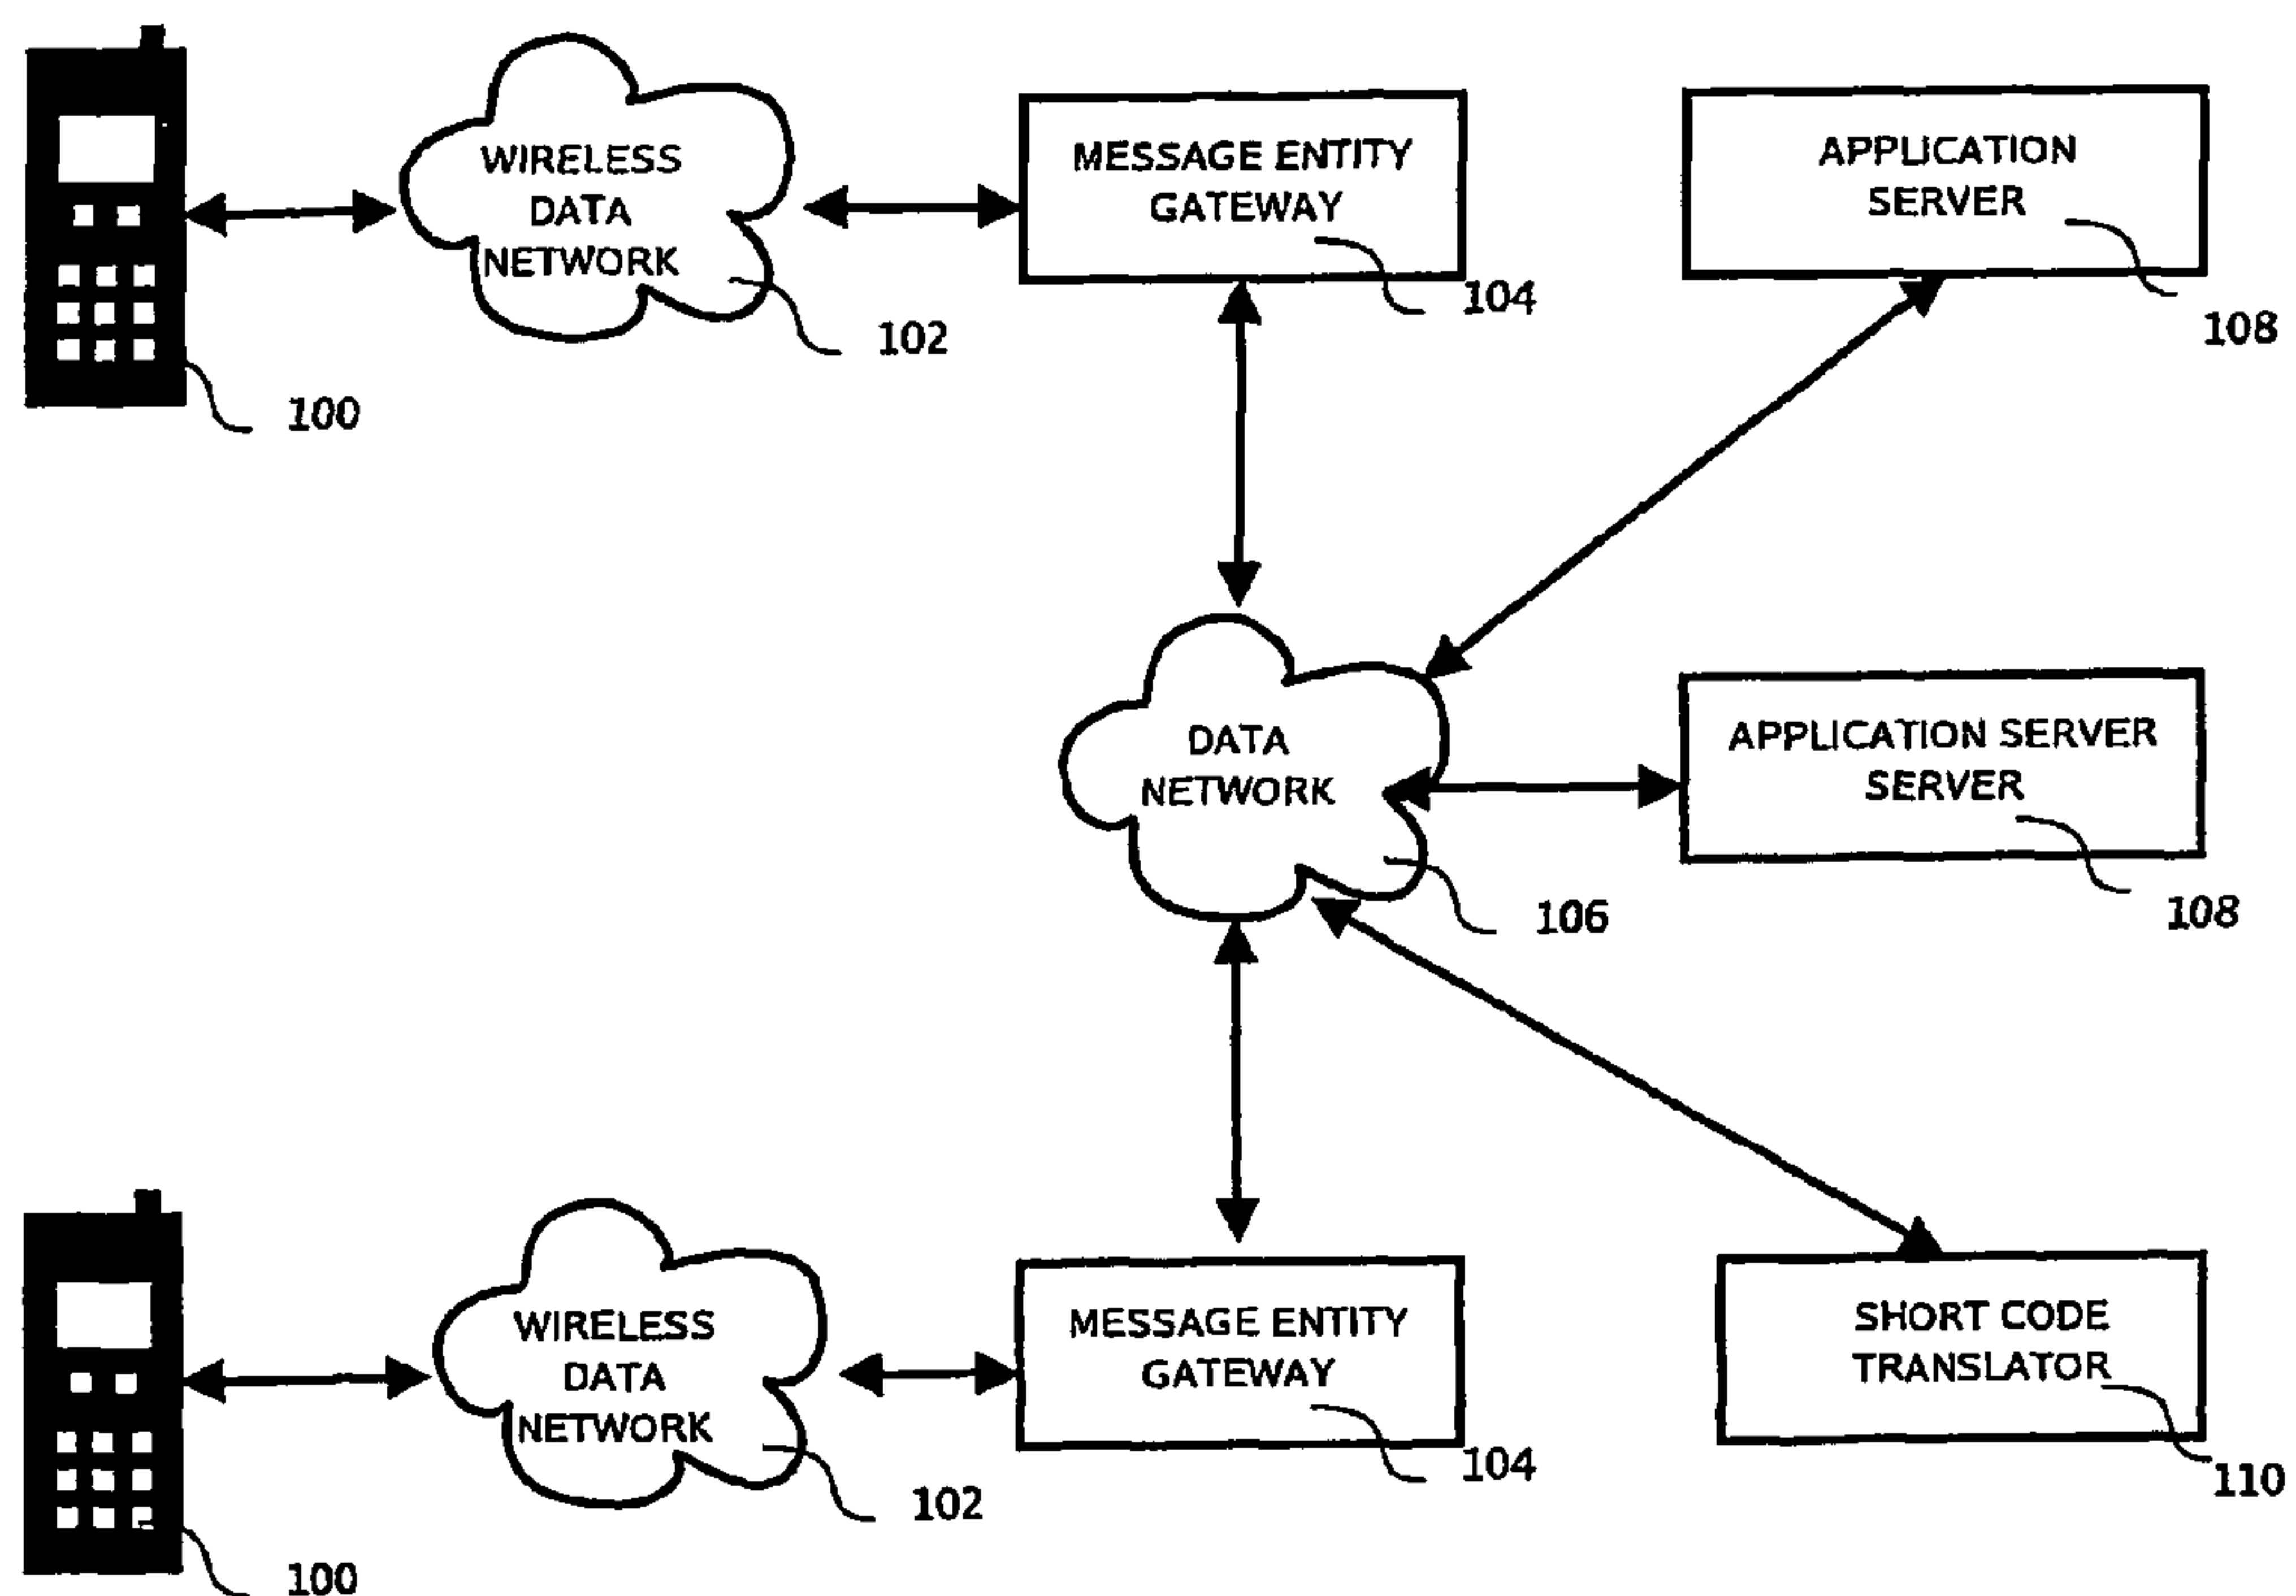 WIRELESS
DATA
NETWORK
102
100
MESSAGE ENTITY
GATEWAY
104
APPLICATION
SERVER
108
DATA
NETWORK
106
APPLICATION SERVER
SERVER
108
WIRELESS
DATA
NETWORK
102
100
MESSAGE ENTITY
GATEWAY
104
SHORT CODE
TRANSLATOR
110